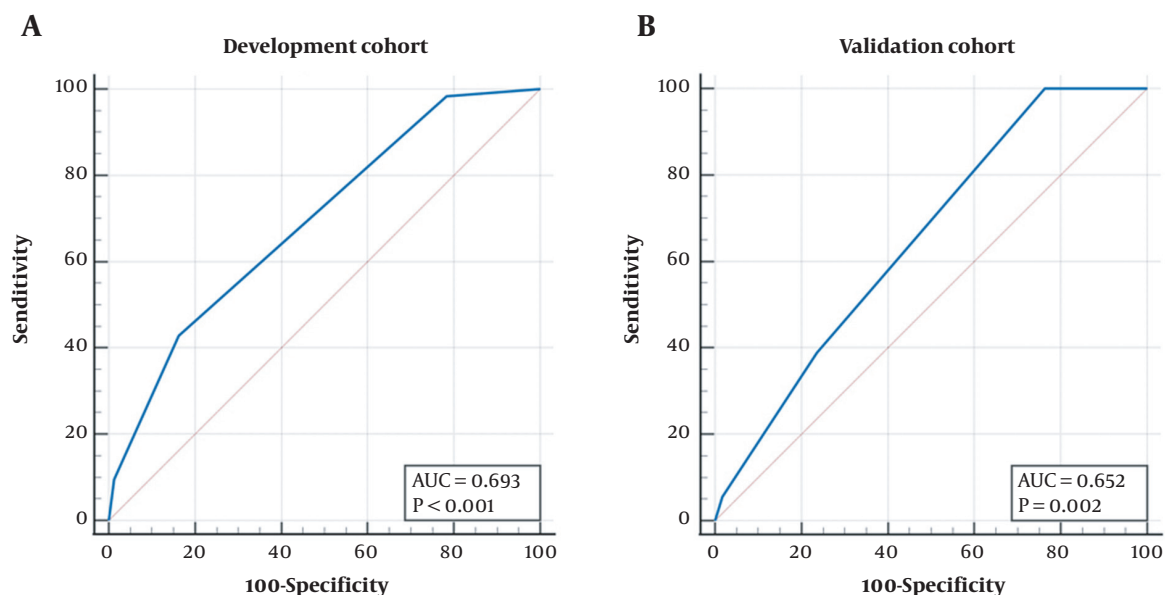 A
Development cohort
100
80
60
40
20
0
Senditivity
AUC = 0.693
P < 0.001
0 20 40 60 80 100
100-Specificity
B
Validation cohort
100
80
60
40
20
0
Senditivity
AUC = 0.652
P = 0.002
0 20 40 60 80 100
100-Specificity